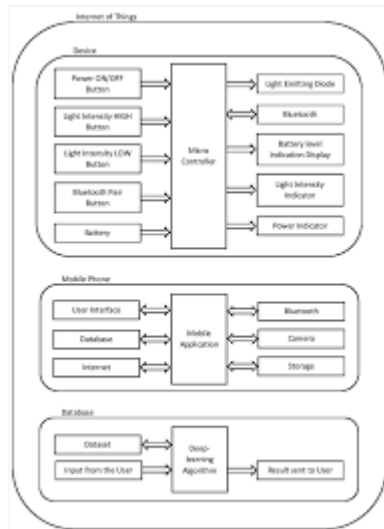 Internet of Things
Device
Power ON/OFF
Button
Light Intensity HIGH
Button
Light Intensity LOW
Button
Bluetooth Pair
Button
Battery
Micro
Controller
Light Emitting Diode
Bluetooth
Battery level
Indication Display
Light Intensity
Indicator
Power Indicator
Mobile Phone
User Interface
Database
Internet
Mobile
Application
Bluetooth
Camera
Storage
Database
Dataset
Input from the User
Deep-
learning
Algorithm
Result sent to User